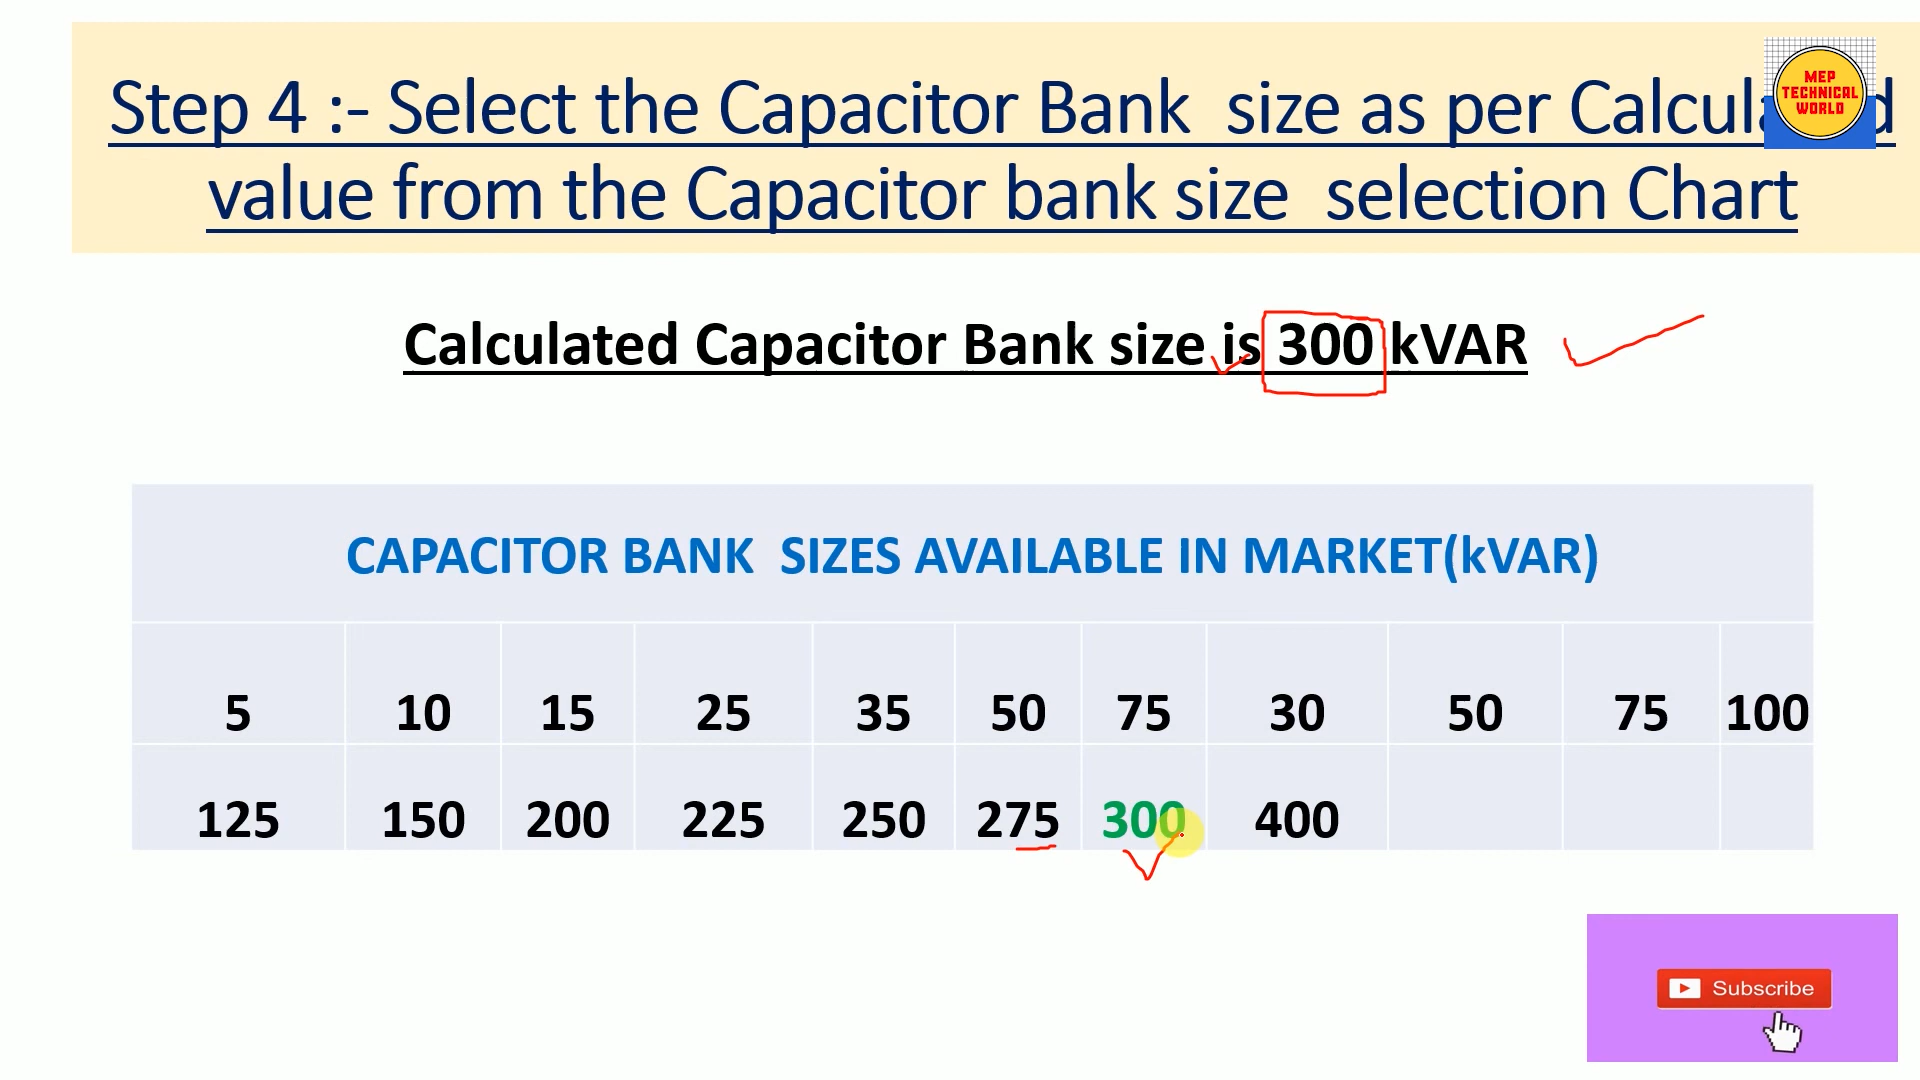 Step 4 :- Select the Capacitor Bank  size as per Calcula d
value from the Capacitor bank size  selection Chart
MEP
TECHNICAL
WORLD
Calculated Capacitor Bank size is 300 kVAR
CAPACITOR BANK  SIZES AVAILABLE IN MARKET(kVAR)
5 10 15 25 35 50 75 30 50 75 100
125 150 200 225 250 275 300 400
Subscribe